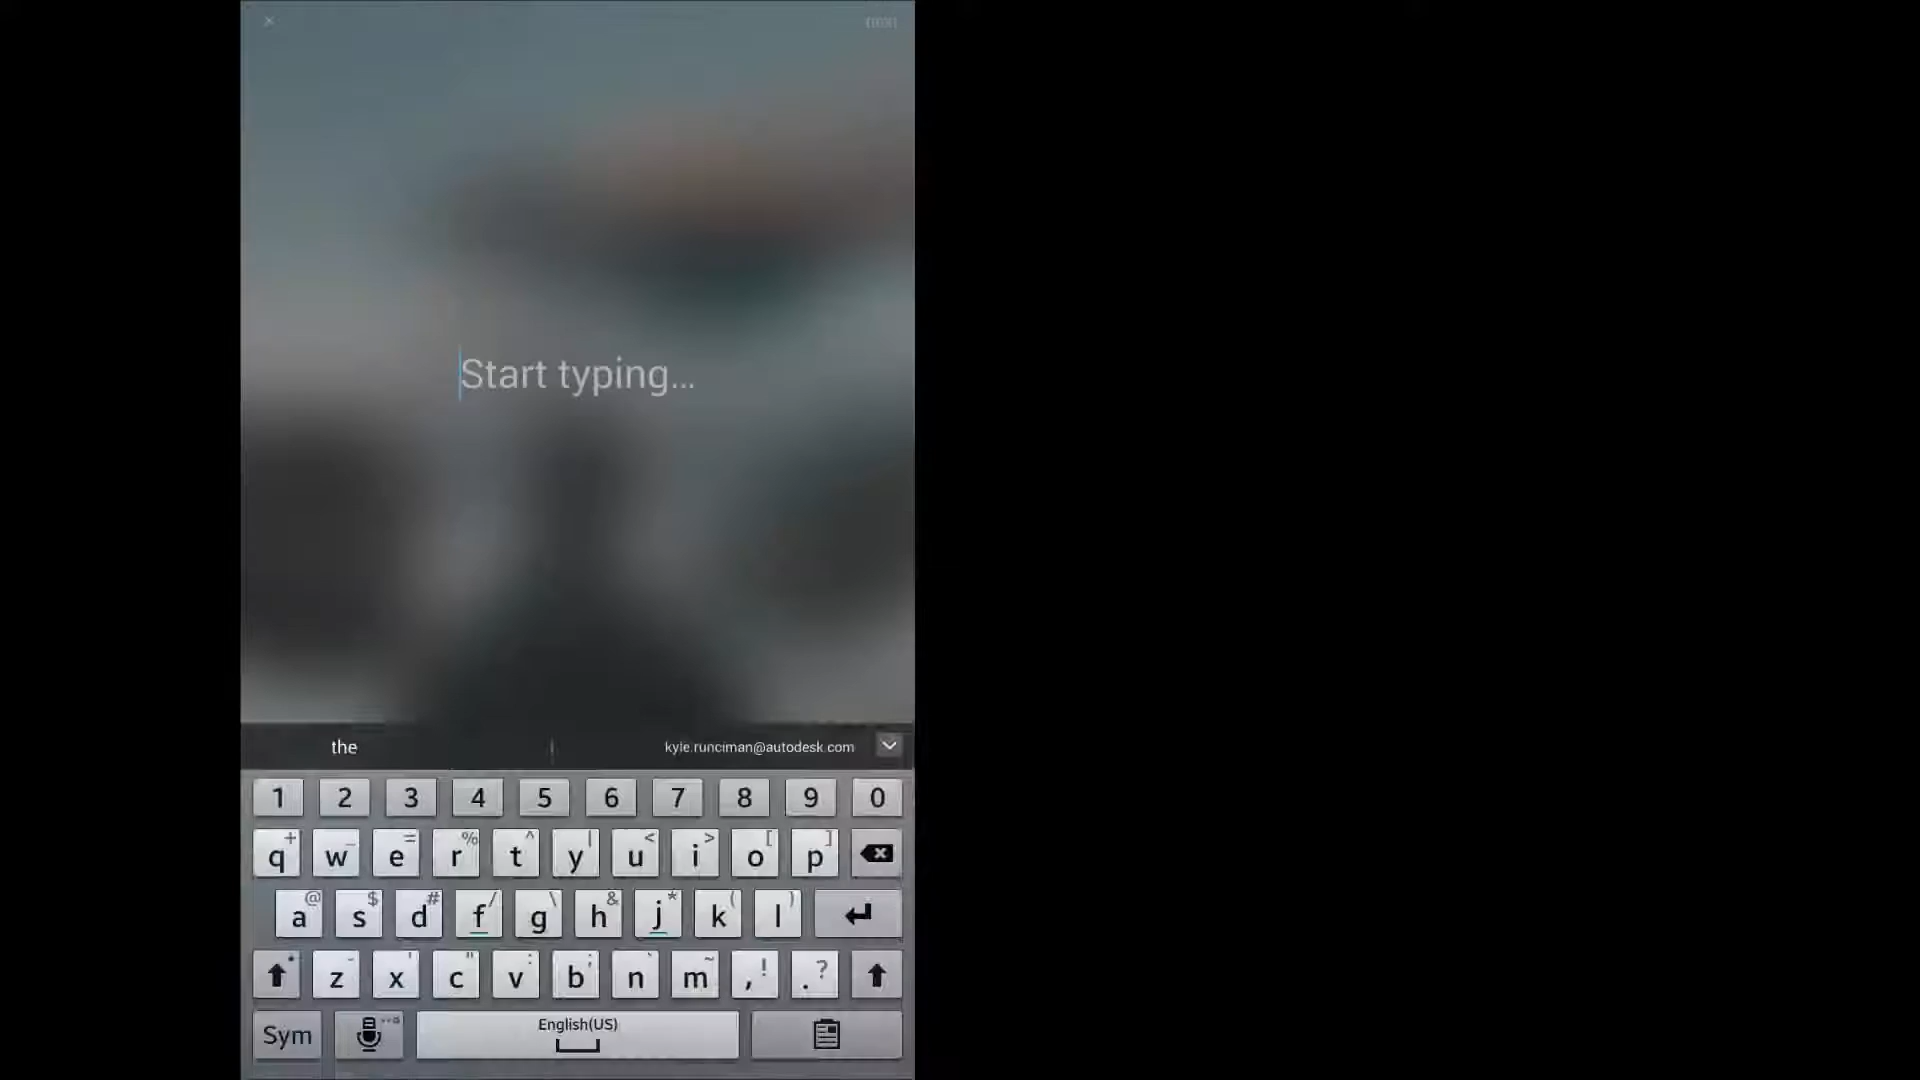 × next
Start typing...
the kyle.runciman@autodesk.com
1 2 3 4 5 6 7 8 9 0
+ _ = % ^ | < > [ ]
q w e r t y u i o p
@ $ # / \ & * ( )
a s d f g h j k l
- ' " : ; ` ~ ! ?
z x c v b n m , .
English(US)
Sym